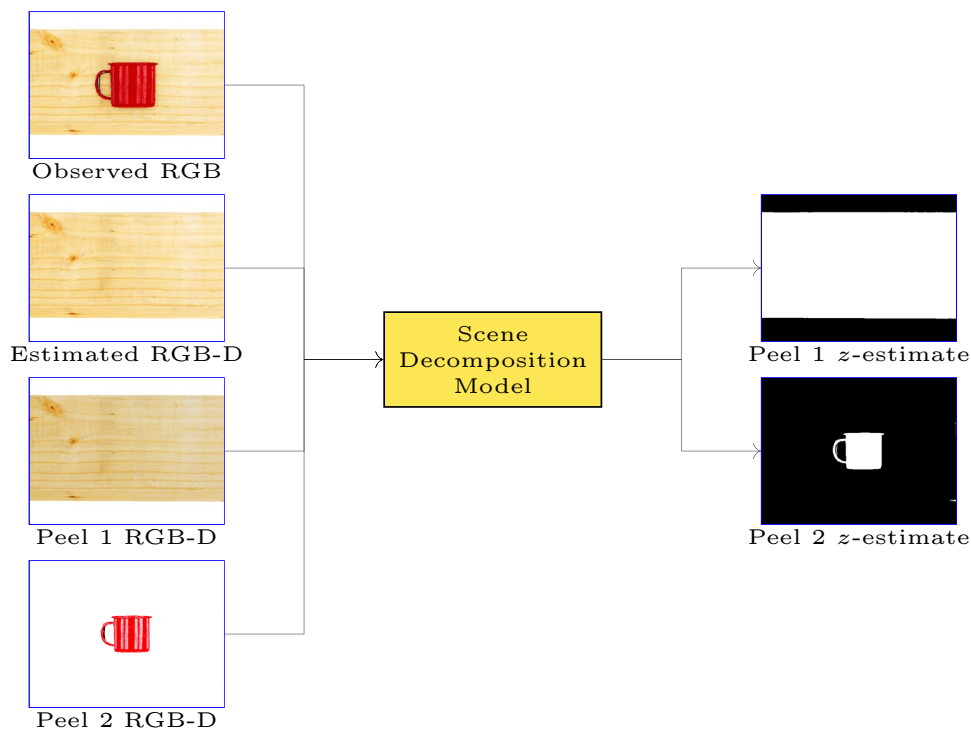 Observed RGB
Estimated RGB-D
Peel 1 RGB-D
Peel 2 RGB-D
Scene
Decomposition
Model
Peel 1 z-estimate
Peel 2 z-estimate